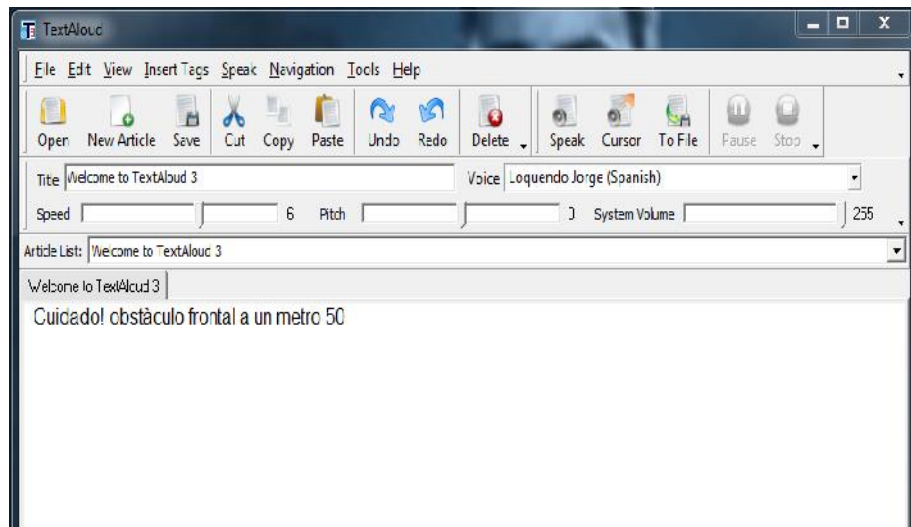 TextAloud
File Edit View Insert Tags Speak Navigation Tools Help
Open New Article Save Cut Copy Paste Undo Redo Delete Speak Cursor To File Pause Stop
Title Welcome to TextAloud 3 Voice Loquendo Jorge (Spanish)
Speed 6 Pitch 0 System Volume 255
Article List: Welcome to TextAloud 3
Welcome to TextAloud 3
Cuidado! obstàculo frontal a un metro 50